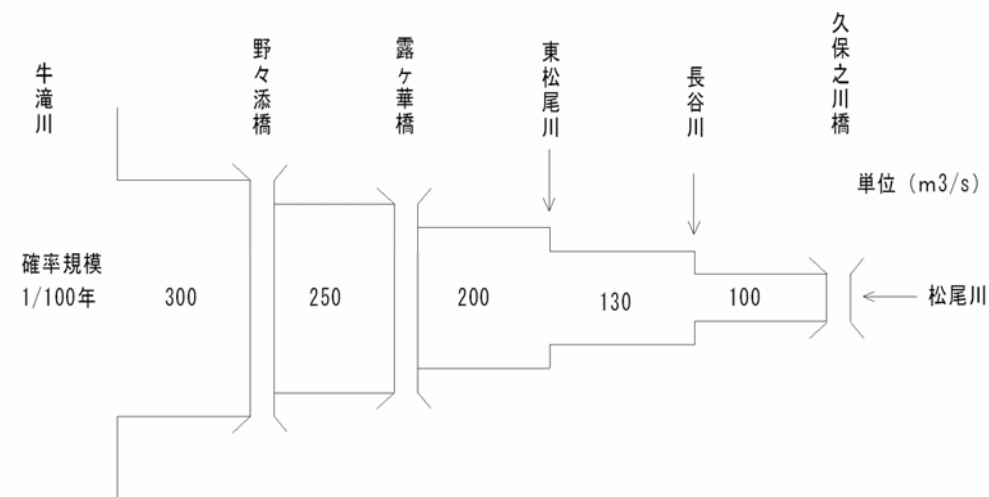 牛滝川
野々添橋
露ヶ華橋
東松尾川
長谷川
久保之川橋
単位（m3/s）
確率規模
1/100年
300
250
200
130
100
松尾川